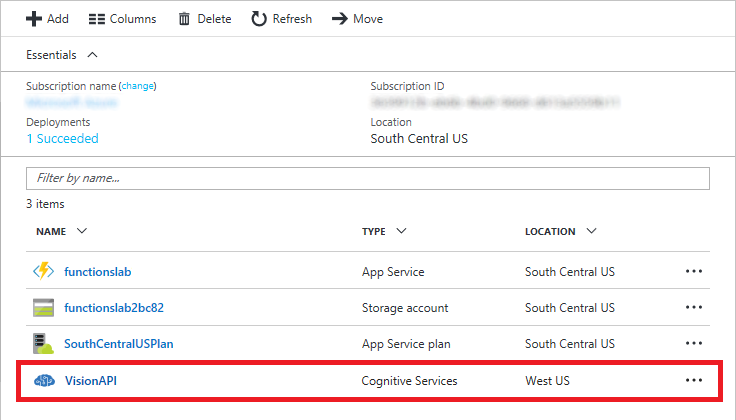 Add Columns Delete Refresh Move
Essentials
Subscription name (change) Subscription ID
Deployments Location
1 Succeeded South Central US
Filter by name...
3 items
NAME TYPE LOCATION
functionslab App Service South Central US
functionslab2bc82 Storage account South Central US
SouthCentralUSPlan App Service plan South Central US
VisionAPI Cognitive Services West US